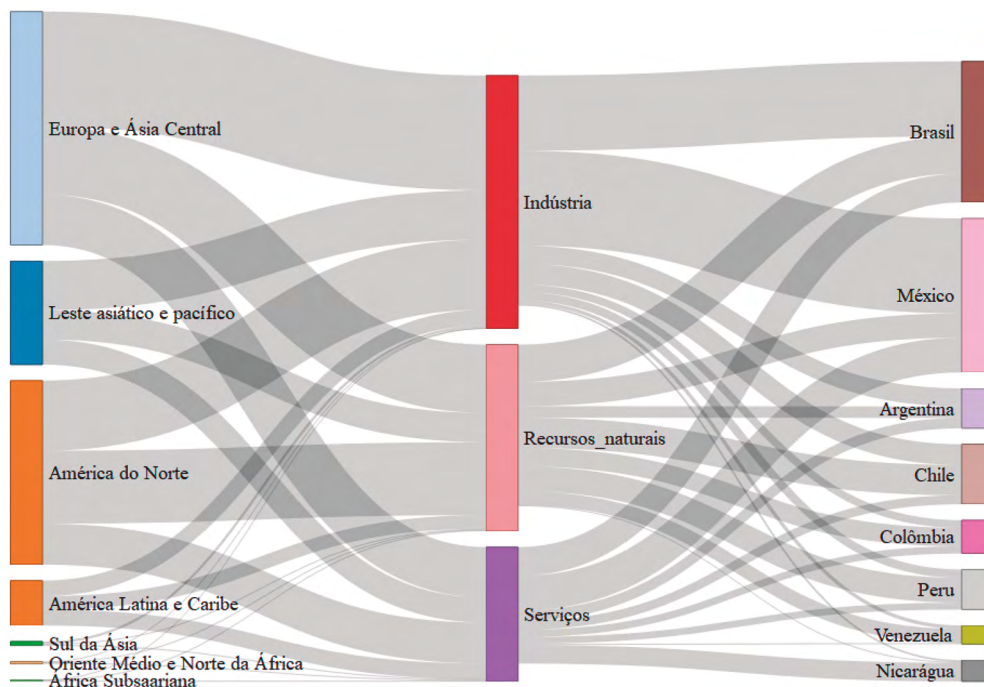 Europa e Ásia Central
Leste asiático e pacífico
América do Norte
América Latina e Caribe
Sul da Ásia
Oriente Médio e Norte da África
África Subsaariana
Indústria
Recursos_naturais
Serviços
Brasil
México
Argentina
Chile
Colômbia
Peru
Venezuela
Nicarágua